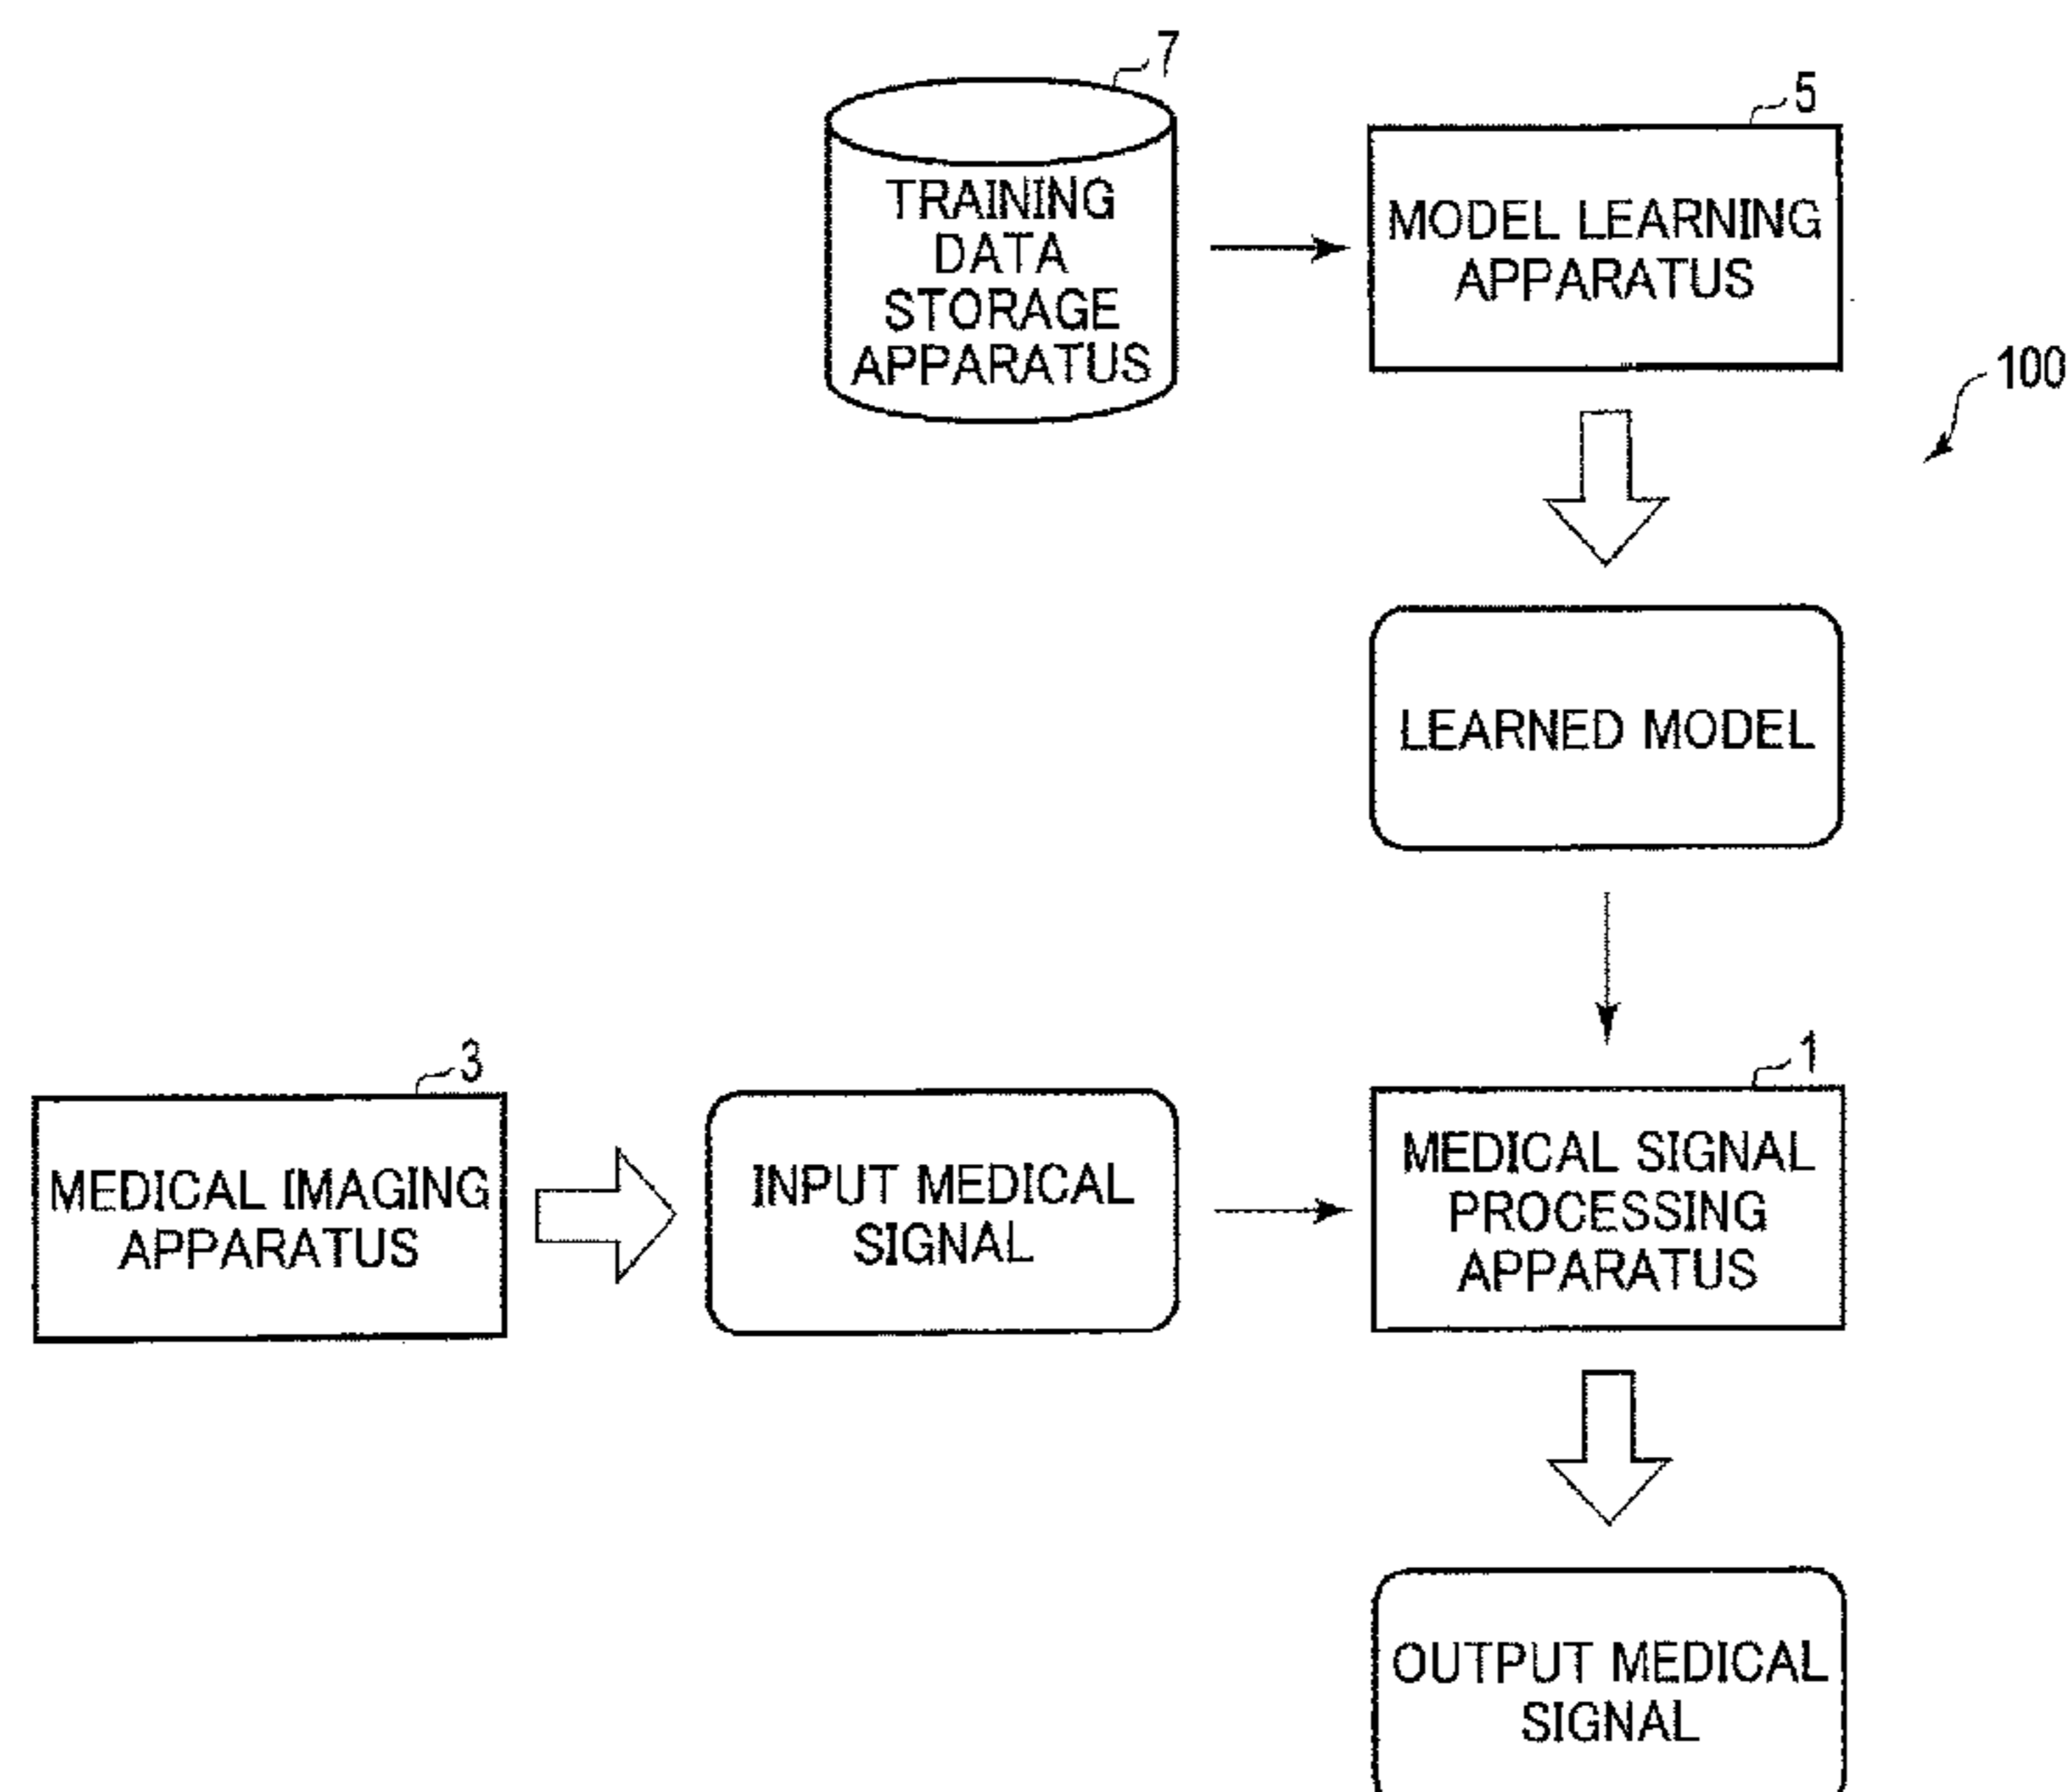 7
TRAINING
DATA
STORAGE
APPARATUS
5
MODEL LEARNING
APPARATUS
100
LEARNED MODEL
3
MEDICAL IMAGING
APPARATUS
INPUT MEDICAL
SIGNAL
1
MEDICAL SIGNAL
PROCESSING
APPARATUS
OUTPUT MEDICAL
SIGNAL